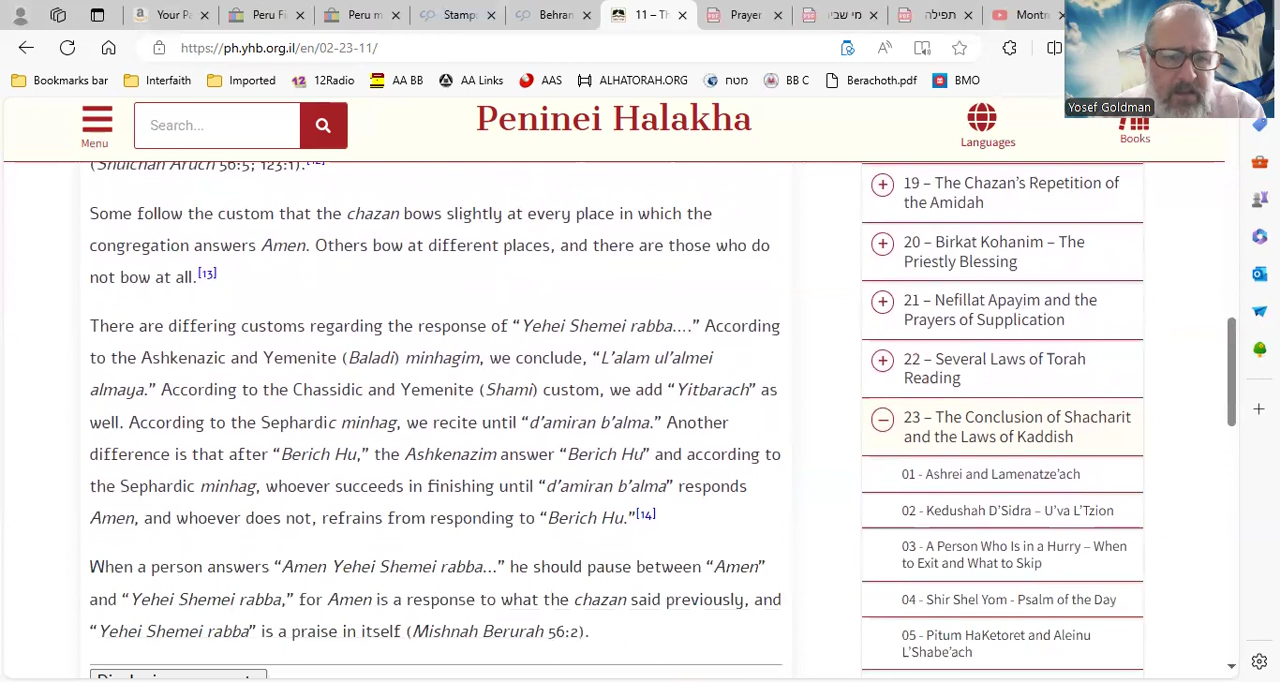 Your Pa
Peru Fi
Peru m
Stamp:
Behran
11 – Th
Prayer
מי שביר
תפילה
Montre
https://ph.yhb.org.il/en/02-23-11/
Bookmarks bar
Interfaith
Imported
12Radio
AA BB
AA Links
AAS
ALHATORAH.ORG
מטח
BB C
Berachoth.pdf
BMO
Yosef Goldman
Menu
Search...
Peninei Halakha
Languages
Books
(Shulchan Aruch 56:5; 123:1).[12]
Some follow the custom that the chazan bows slightly at every place in which the
congregation answers Amen. Others bow at different places, and there are those who do
not bow at all.[13]
There are differing customs regarding the response of “Yehei Shemei rabba….” According
to the Ashkenazic and Yemenite (Baladi) minhagim, we conclude, “L’alam ul’almei
almaya.” According to the Chassidic and Yemenite (Shami) custom, we add “Yitbarach” as
well. According to the Sephardic minhag, we recite until “d’amiran b’alma.” Another
difference is that after “Berich Hu,” the Ashkenazim answer “Berich Hu” and according to
the Sephardic minhag, whoever succeeds in finishing until “d’amiran b’alma” responds
Amen, and whoever does not, refrains from responding to “Berich Hu.”[14]
When a person answers “Amen Yehei Shemei rabba…” he should pause between “Amen”
and “Yehei Shemei rabba,” for Amen is a response to what the chazan said previously, and
“Yehei Shemei rabba” is a praise in itself (Mishnah Berurah 56:2).
19 – The Chazan’s Repetition of
the Amidah
20 – Birkat Kohanim – The
Priestly Blessing
21 – Nefillat Apayim and the
Prayers of Supplication
22 – Several Laws of Torah
Reading
23 – The Conclusion of Shacharit
and the Laws of Kaddish
01 - Ashrei and Lamenatze’ach
02 - Kedushah D’Sidra – U’va L’Tzion
03 - A Person Who Is in a Hurry – When
to Exit and What to Skip
04 - Shir Shel Yom - Psalm of the Day
05 - Pitum HaKetoret and Aleinu
L’Shabe’ach